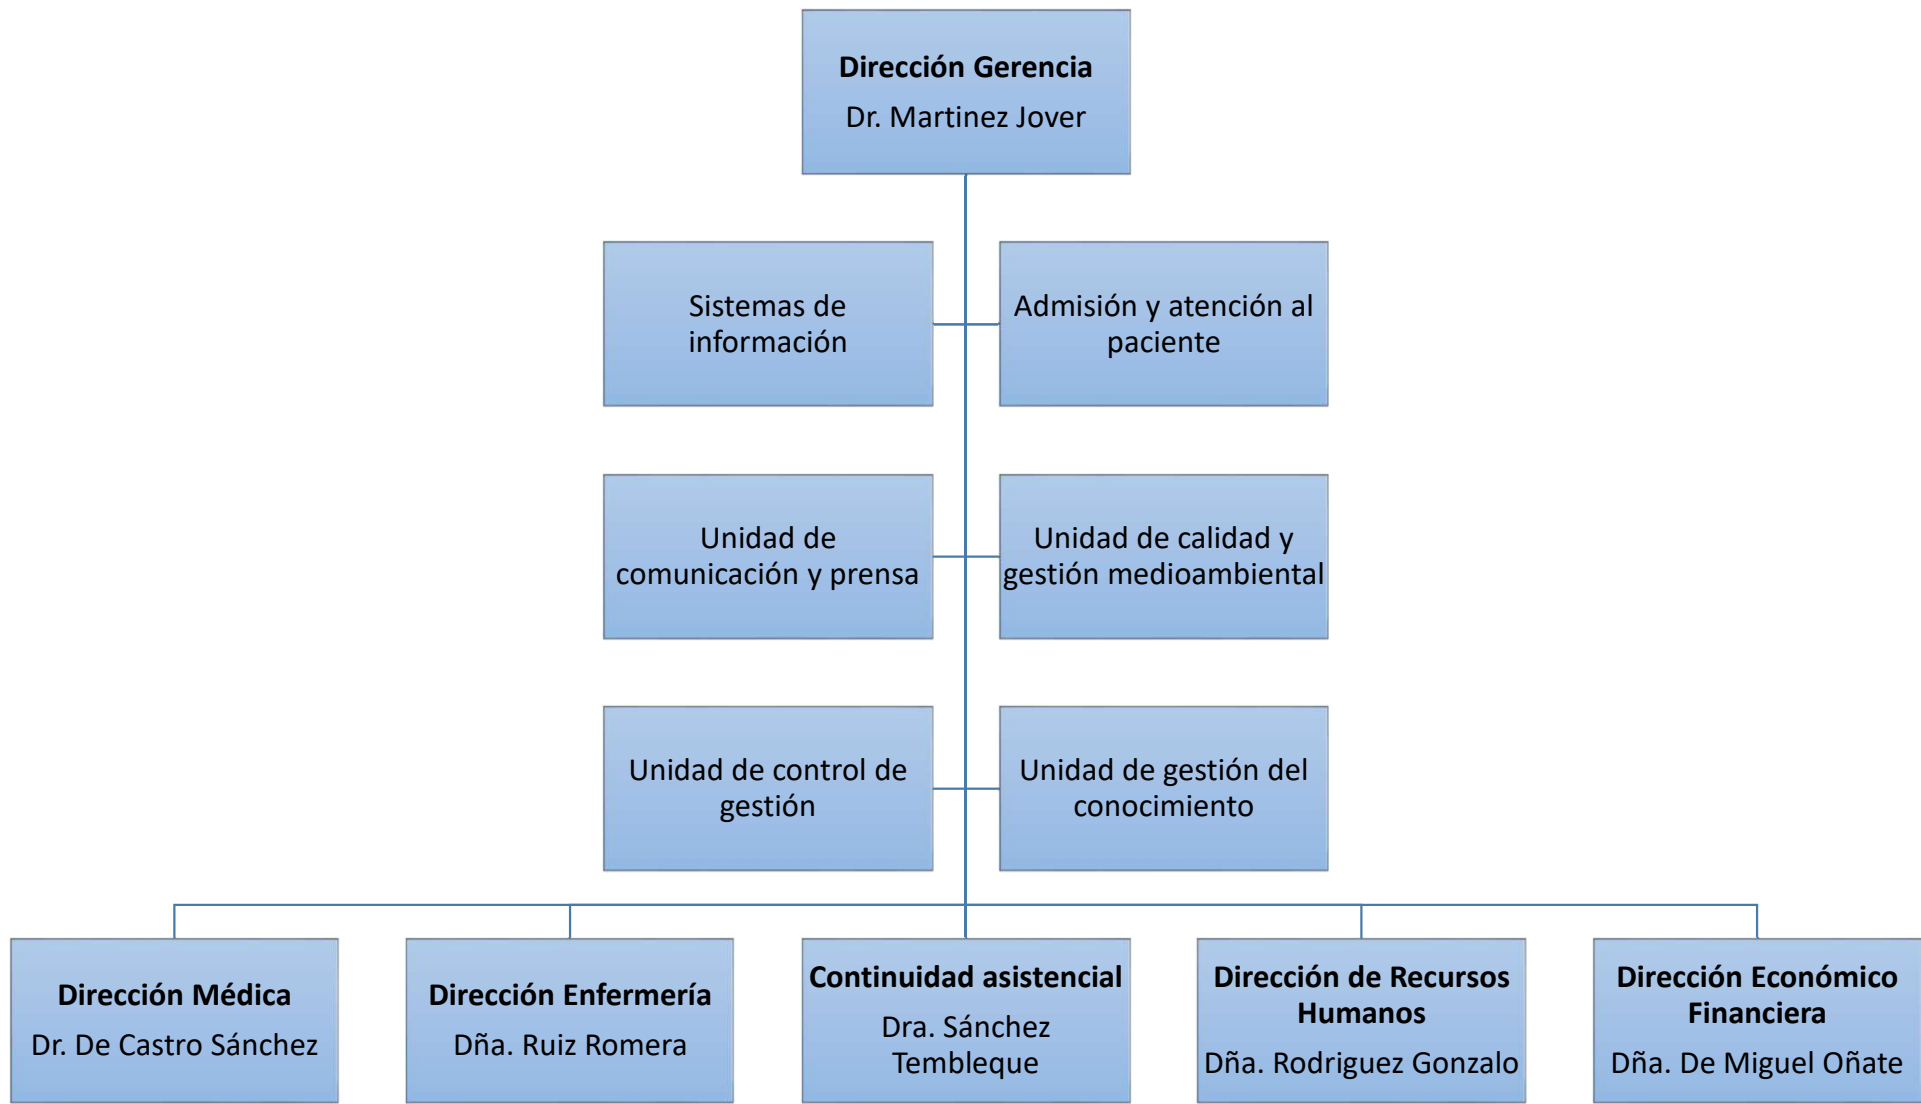 Dirección Gerencia
Dr. Martinez Jover
Sistemas de
información
Admisión y atención al
paciente
Unidad de
comunicación y prensa
Unidad de calidad y
gestión medioambiental
Unidad de control de
gestión
Unidad de gestión del
conocimiento
Dirección Médica
Dr. De Castro Sánchez
Dirección Enfermería
Dña. Ruiz Romera
Continuidad asistencial
Dra. Sánchez
Tembleque
Dirección de Recursos
Humanos
Dña. Rodriguez Gonzalo
Dirección Económico
Financiera
Dña. De Miguel Oñate